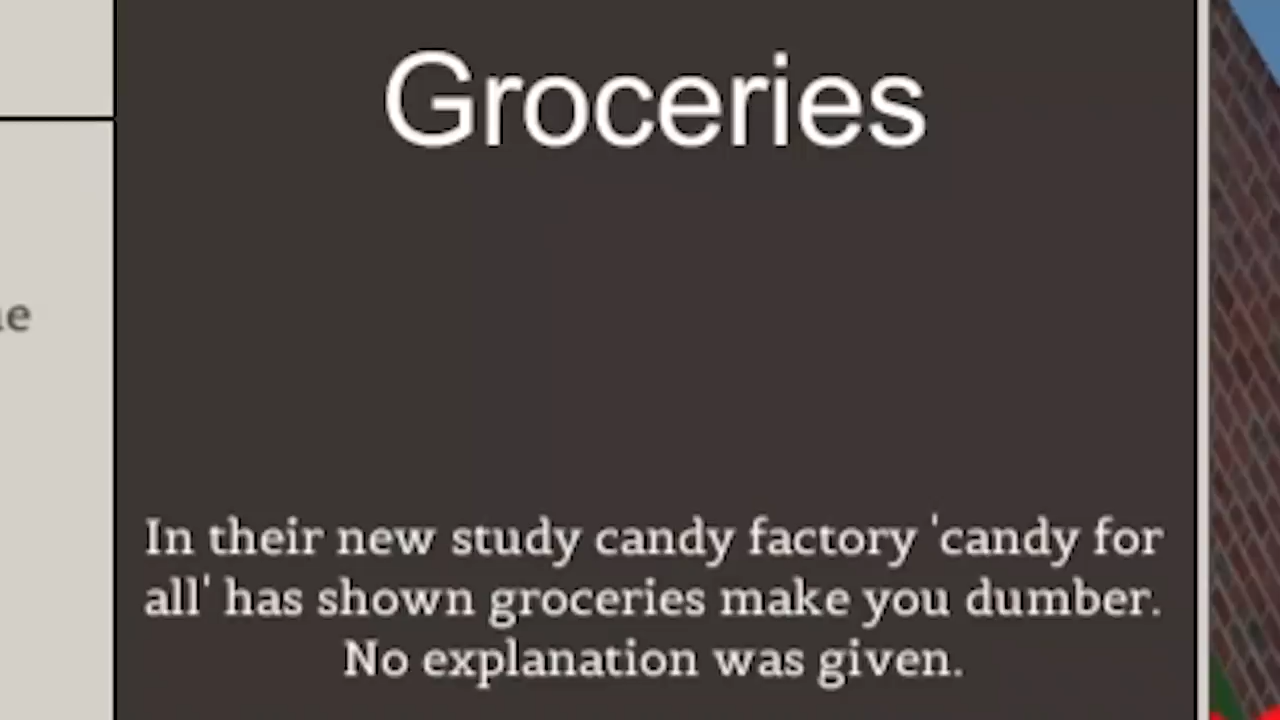 Groceries
In their new study candy factory 'candy for
all' has shown groceries make you dumber.
No explanation was given.